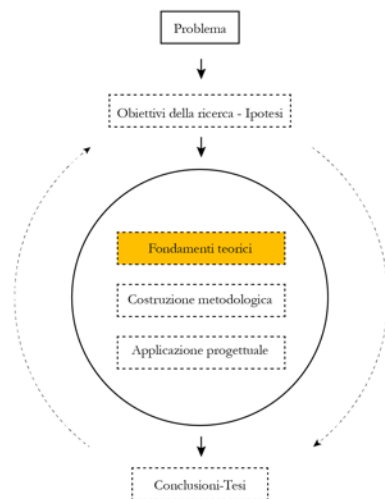 Problema
Obiettivi della ricerca - Ipotesi
Fondamenti teorici
Costruzione metodologica
Applicazione progettuale
Conclusioni-Tesi